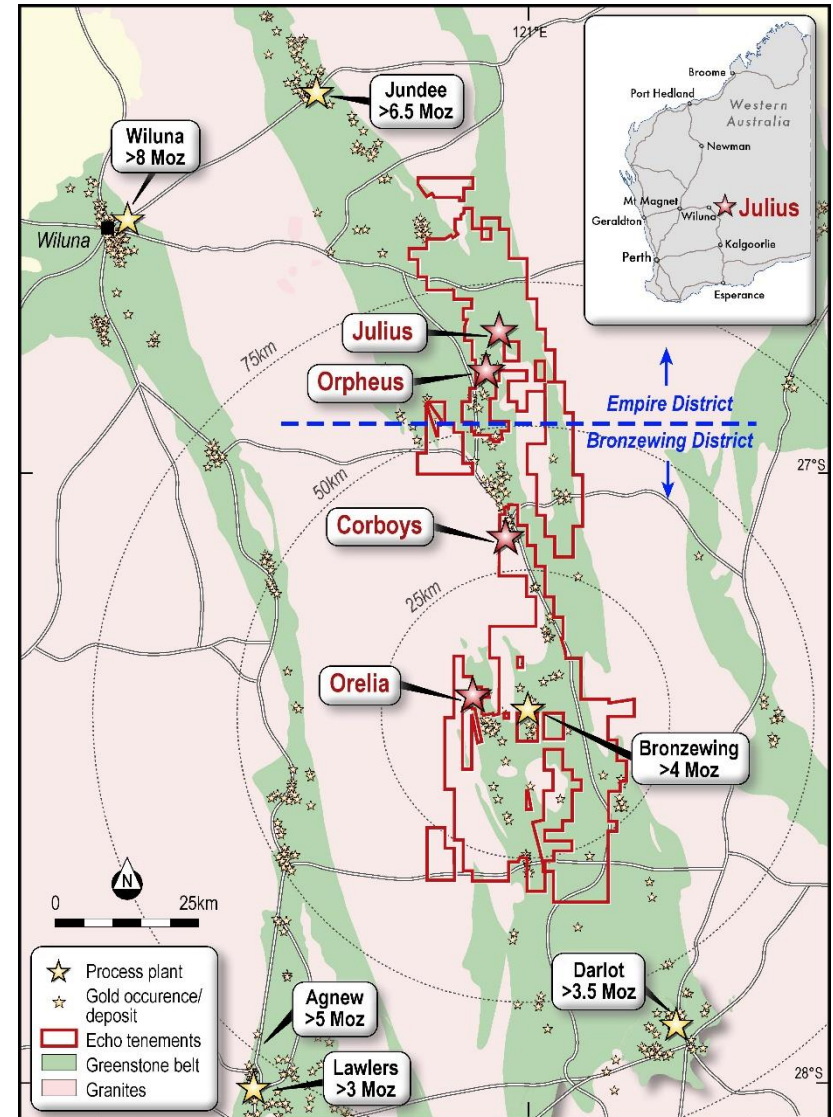 121°E
Broome
Port Hedland
Western
Australia
Newman
Mt Magnet
Wiluna
Julius
Geraldton
Kalgoorlie
Perth
Esperance
Jundee
>6.5 Moz
Wiluna
>8 Moz
Wiluna
75km
Julius
Orpheus
Empire District
Bronzewing District
27°S
50km
Corboys
25km
Orelia
Bronzewing
>4 Moz
N
0 25km
Process plant
Gold occurence/
deposit
Echo tenements
Greenstone belt
Granites
Agnew
>5 Moz
Lawlers
>3 Moz
Darlot
>3.5 Moz
28°S